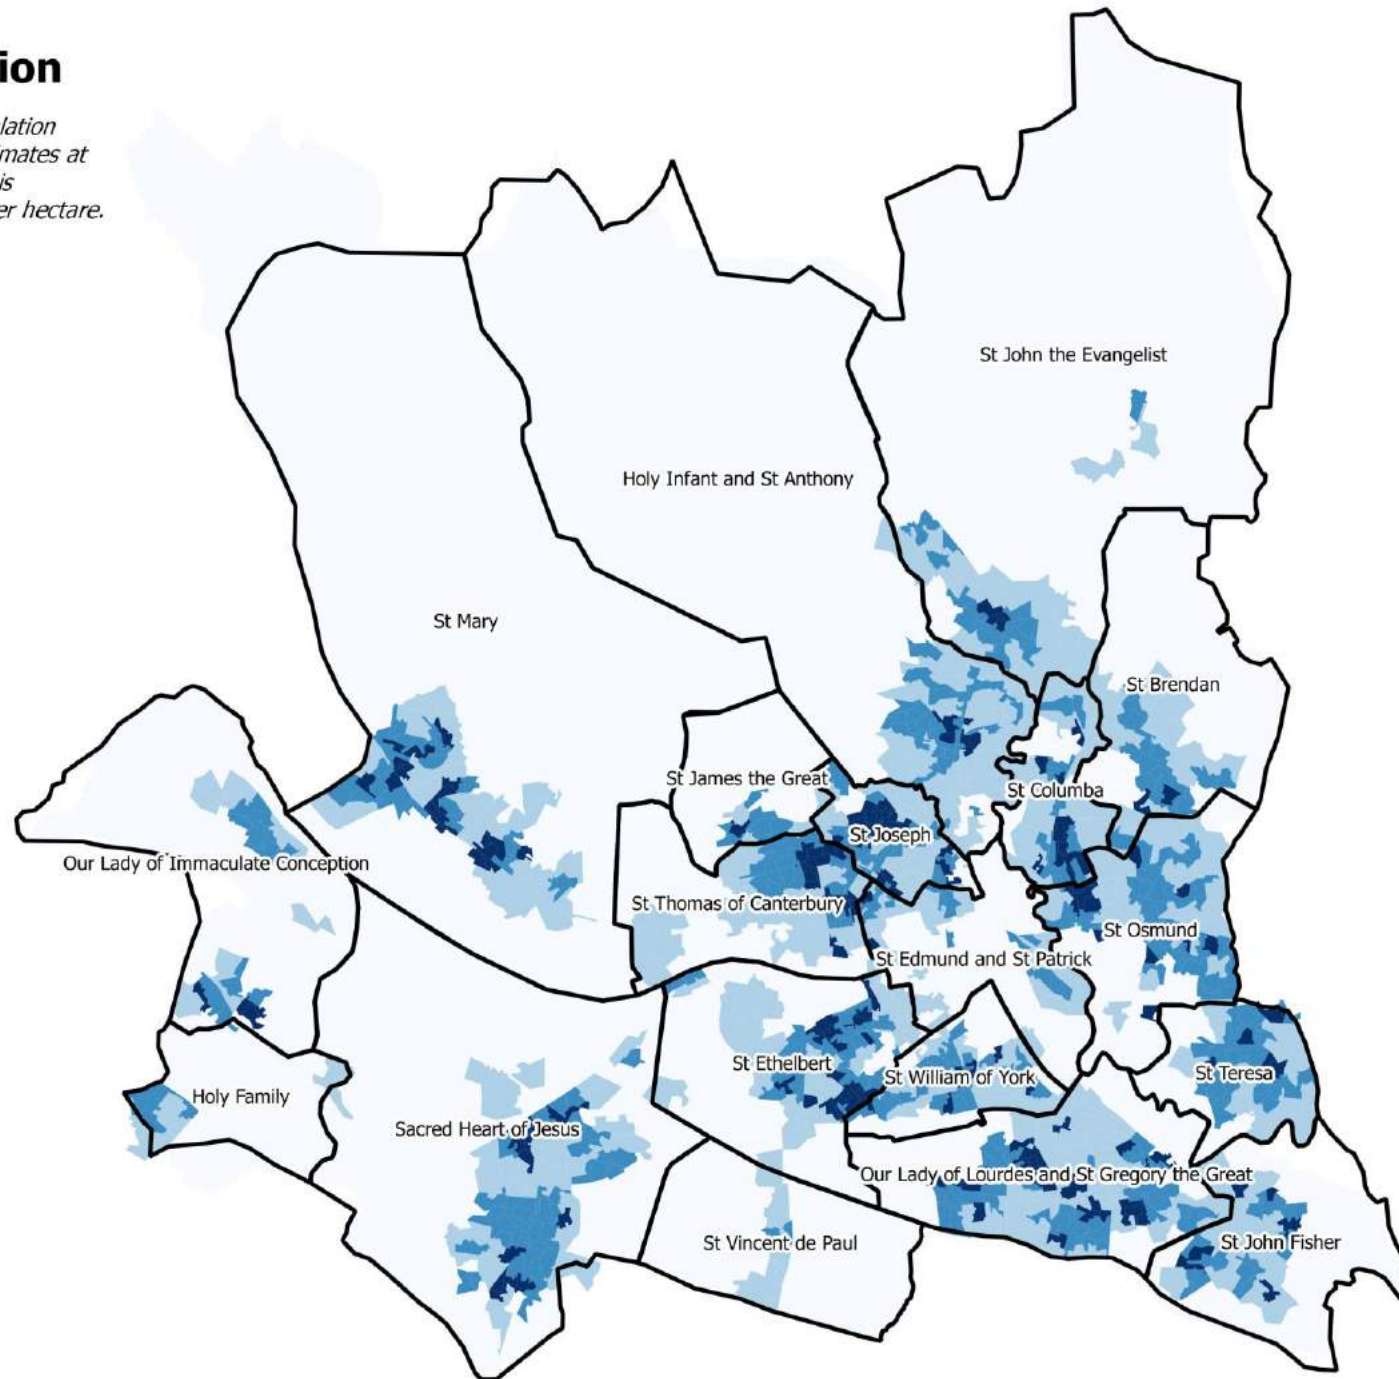 ion
lation
imates at
is
er hectare.
St John the Evangelist
Holy Infant and St Anthony
St Mary
St Brendan
St James the Great
St Columba
St Joseph
Our Lady of Immaculate Conception
St Thomas of Canterbury
St Osmund
St Edmund and St Patrick
St Ethelbert
St William of York
St Teresa
Holy Family
Sacred Heart of Jesus
Our Lady of Lourdes and St Gregory the Great
St Vincent de Paul
St John Fisher